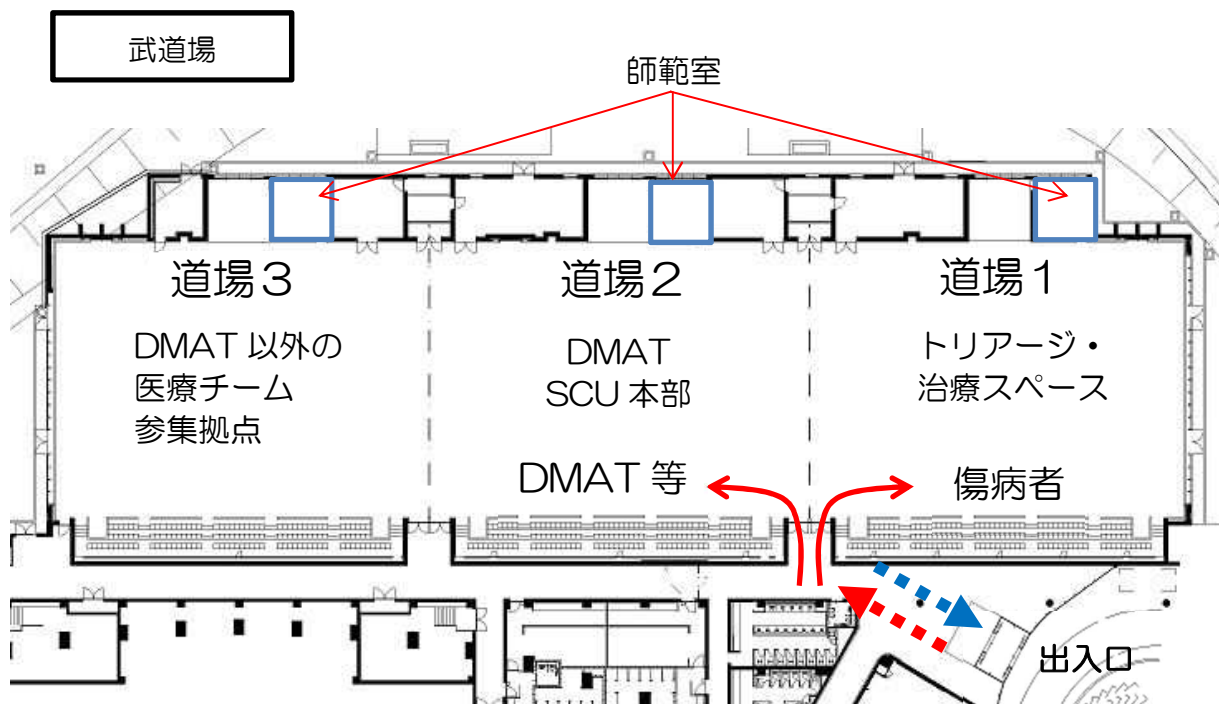 武道場
師範室
道場3
道場2
道場1
DMAT 以外の
医療チーム
参集拠点
DMAT
SCU 本部
トリアージ・
治療スペース
DMAT 等
傷病者
出入口